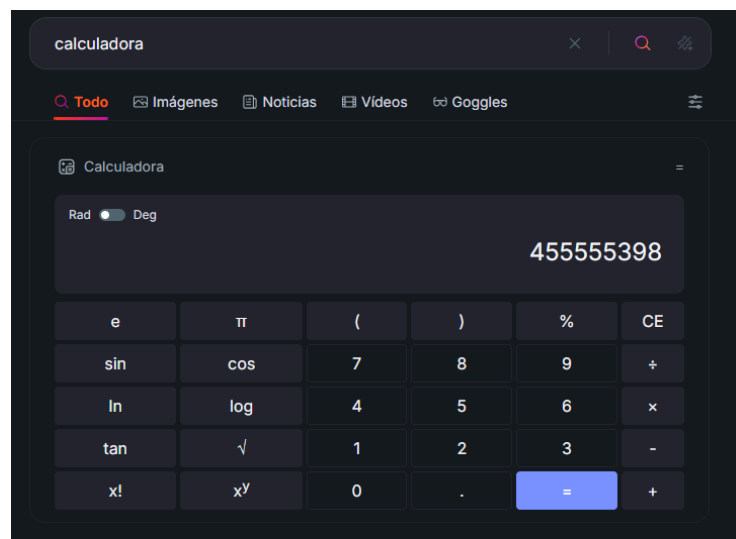 calculadora
Todo Imágenes Noticias Vídeos Goggles
Calculadora =
Rad Deg
455555398
e π ( ) % CE
sin cos 7 8 9 ÷
ln log 4 5 6 ×
tan √ 1 2 3 -
x! xʸ 0 . = +